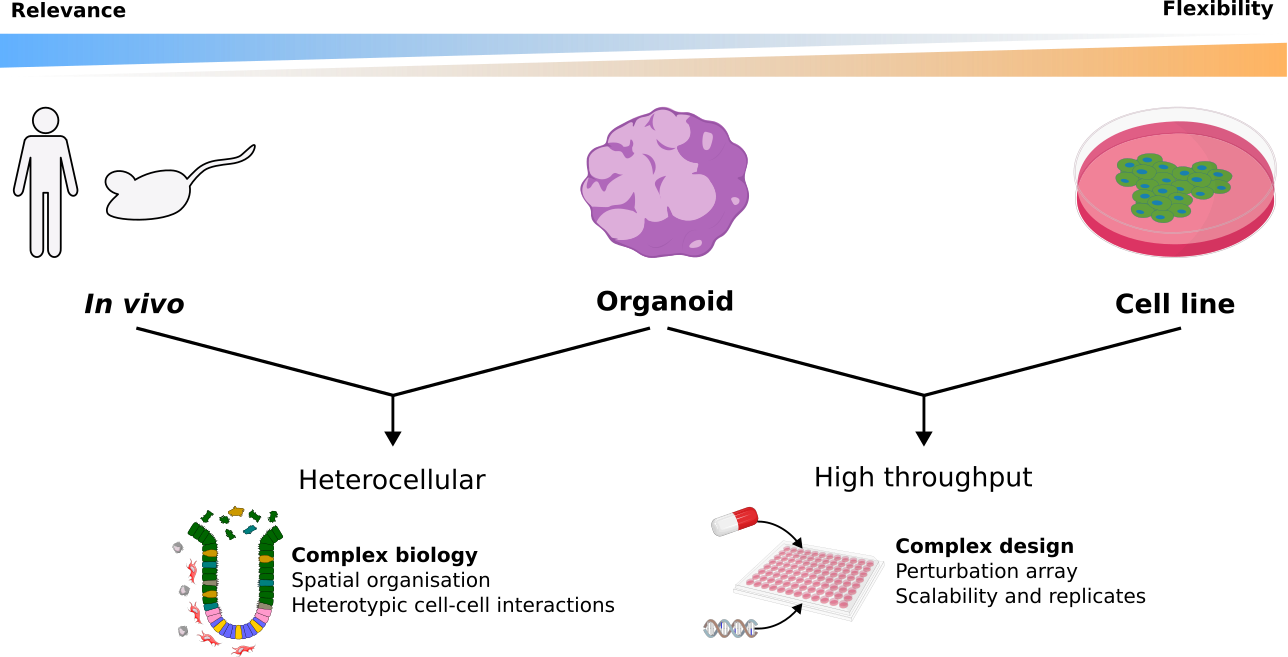 Relevance
Flexibility
In vivo
Organoid
Cell line
Heterocellular
High throughput
Complex biology
Spatial organisation
Heterotypic cell-cell interactions
Complex design
Perturbation array
Scalability and replicates